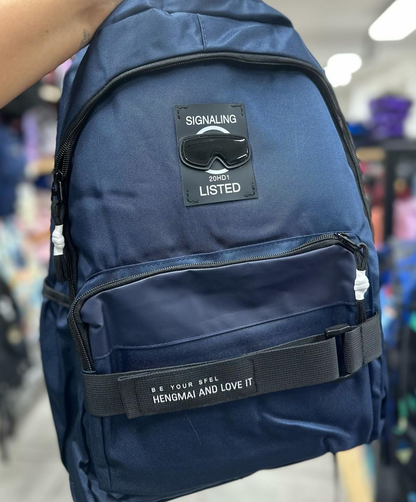 SIGNALING
20HD1
LISTED
BE YOUR SFEL
HENGMAI AND LOVE IT